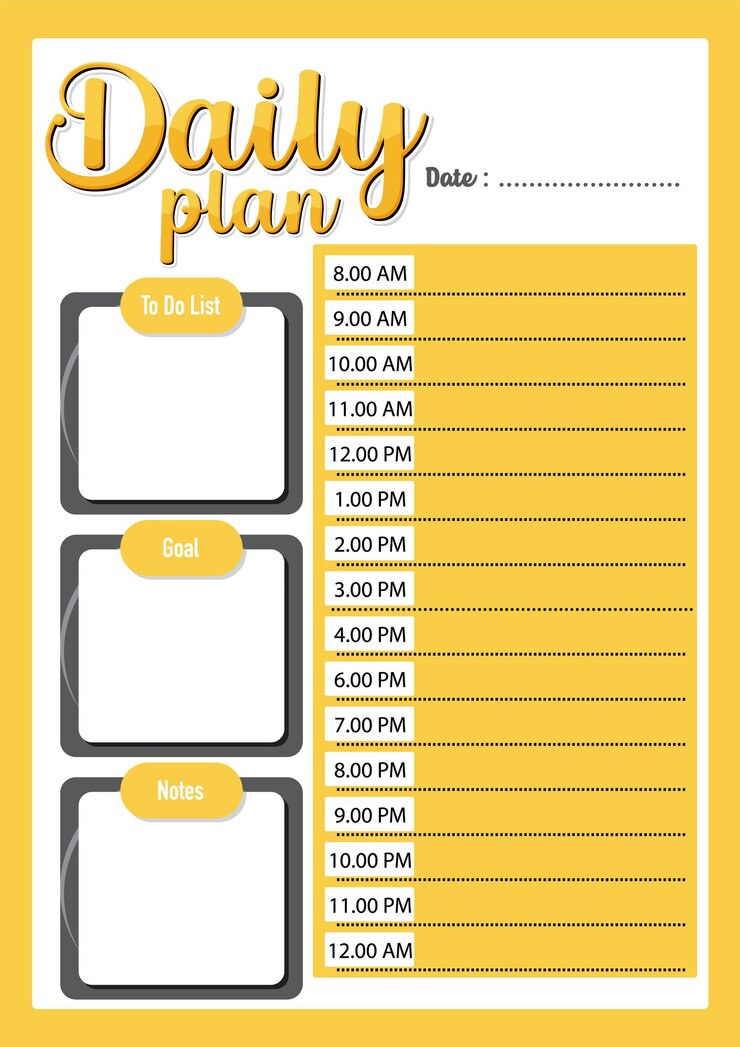 Daily
plan
Date : ........................
To Do List
Goal
Notes
8.00 AM
9.00 AM
10.00 AM
11.00 AM
12.00 PM
1.00 PM
2.00 PM
3.00 PM
4.00 PM
6.00 PM
7.00 PM
8.00 PM
9.00 PM
10.00 PM
11.00 PM
12.00 AM